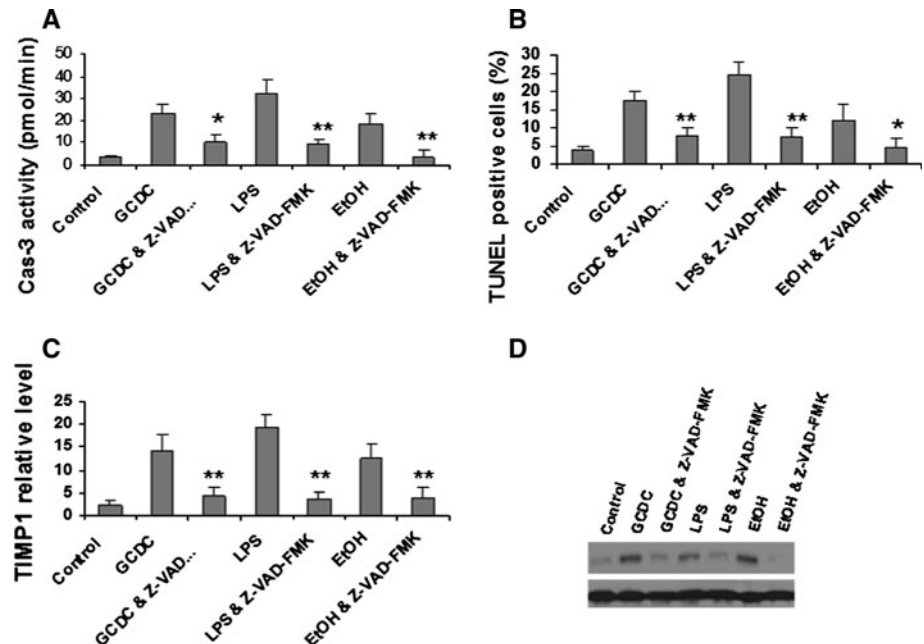 A
Cas-3 activity (pmol/min)
50
40
30
20
10
0
*
**
**
Control
GCDC
GCDC & Z-VAD...
LPS
LPS & Z-VAD-FMK
EtOH
EtOH & Z-VAD-FMK
B
TUNEL positive cells (%)
30
25
20
15
10
5
0
**
**
*
Control
GCDC
GCDC & Z-VAD...
LPS
LPS & Z-VAD-FMK
EtOH
EtOH & Z-VAD-FMK
C
TIMP1 relative level
25
20
15
10
5
0
**
**
**
Control
GCDC
GCDC & Z-VAD...
LPS
LPS & Z-VAD-FMK
EtOH
EtOH & Z-VAD-FMK
D
Control
GCDC
GCDC & Z-VAD-FMK
LPS
LPS & Z-VAD-FMK
EtOH
EtOH & Z-VAD-FMK